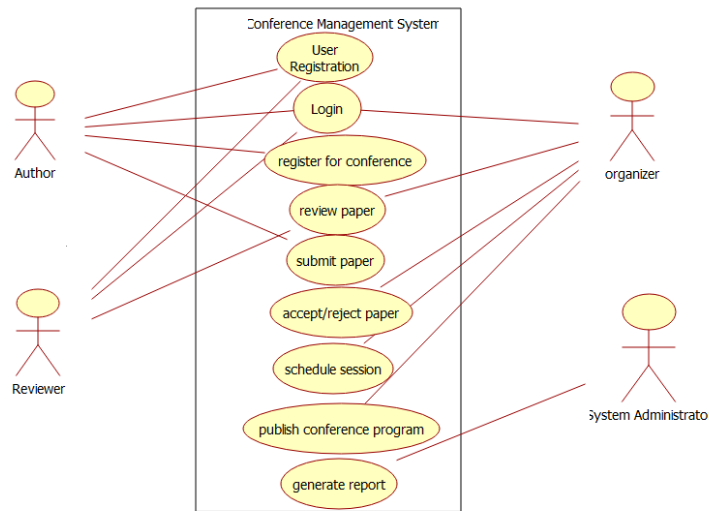 Conference Management System
User
Registration
Login
register for conference
review paper
submit paper
accept/reject paper
schedule session
publish conference program
generate report
Author
Reviewer
organizer
System Administrato